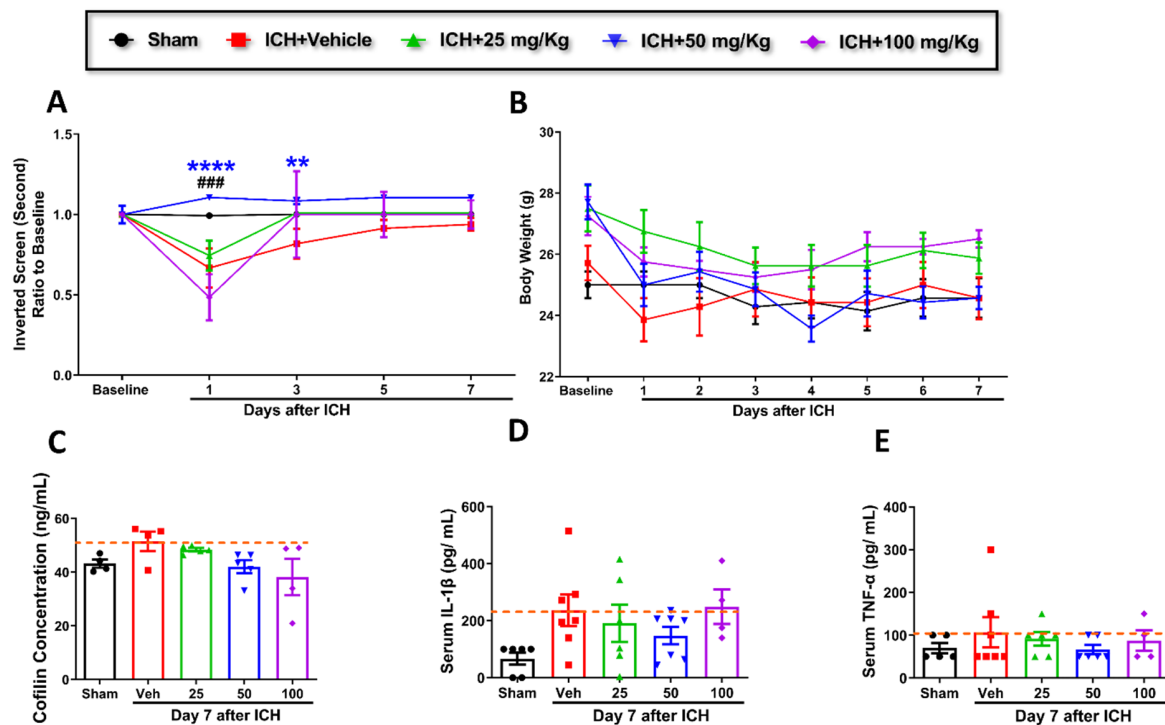 Sham ICH+Vehicle ICH+25 mg/Kg ICH+50 mg/Kg ICH+100 mg/Kg
A
Inverted Screen (Second)
Ratio to Baseline
1.5
1.0
0.5
0.0
****
###
**
Baseline 1 3 5 7
Days after ICH
B
Body Weight (g)
30
28
26
24
22
Baseline 1 2 3 4 5 6 7
Days after ICH
C
Cofilin Concentration (ng/mL)
60
40
20
0
Sham Veh 25 50 100
Day 7 after ICH
D
Serum IL-1β (pg/ mL)
600
400
200
0
Sham Veh 25 50 100
Day 7 after ICH
E
Serum TNF-α (pg/ mL)
400
300
200
100
0
Sham Veh 25 50 100
Day 7 after ICH